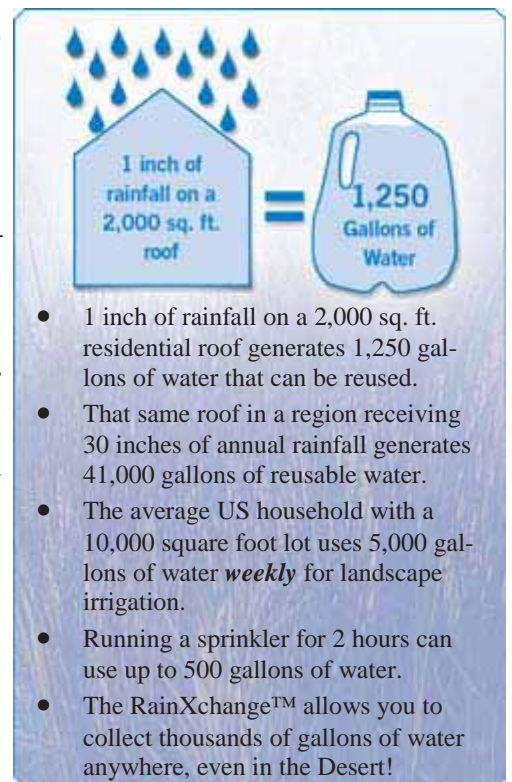 1 inch of
rainfall on a
2,000 sq. ft.
roof
=
1,250
Gallons of
Water
• 1 inch of rainfall on a 2,000 sq. ft.
residential roof generates 1,250 gal-
lons of water that can be reused.
• That same roof in a region receiving
30 inches of annual rainfall generates
41,000 gallons of reusable water.
• The average US household with a
10,000 square foot lot uses 5,000 gal-
lons of water weekly for landscape
irrigation.
• Running a sprinkler for 2 hours can
use up to 500 gallons of water.
• The RainXchange™ allows you to
collect thousands of gallons of water
anywhere, even in the Desert!